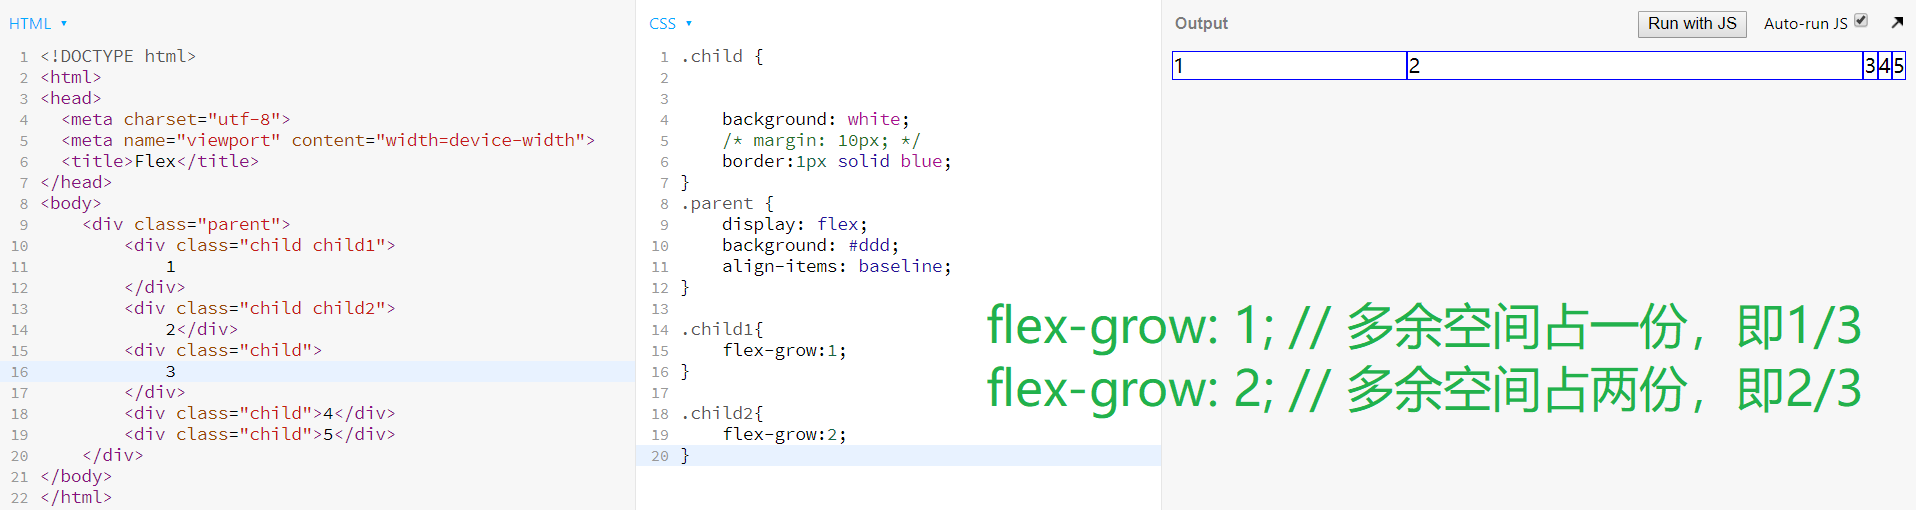 HTML ▾
1 <!DOCTYPE html>
2 <html>
3 <head>
4   <meta charset="utf-8">
5   <meta name="viewport" content="width=device-width">
6   <title>Flex</title>
7 </head>
8 <body>
9     <div class="parent">
10         <div class="child child1">
11             1
12         </div>
13         <div class="child child2">
14             2</div>
15         <div class="child">
16             3
17         </div>
18         <div class="child">4</div>
19         <div class="child">5</div>
20     </div>
21 </body>
22 </html>
CSS ▾
1 .child {
2
3
4     background: white;
5     /* margin: 10px; */
6     border:1px solid blue;
7 }
8 .parent {
9     display: flex;
10     background: #ddd;
11     align-items: baseline;
12 }
13
14 .child1{
15     flex-grow:1;
16 }
17
18 .child2{
19     flex-grow:2;
20 }
Output Run with JS Auto-run JS
1 2 3 4 5
flex-grow: 1; // 多余空间占一份，即1/3
flex-grow: 2; // 多余空间占两份，即2/3